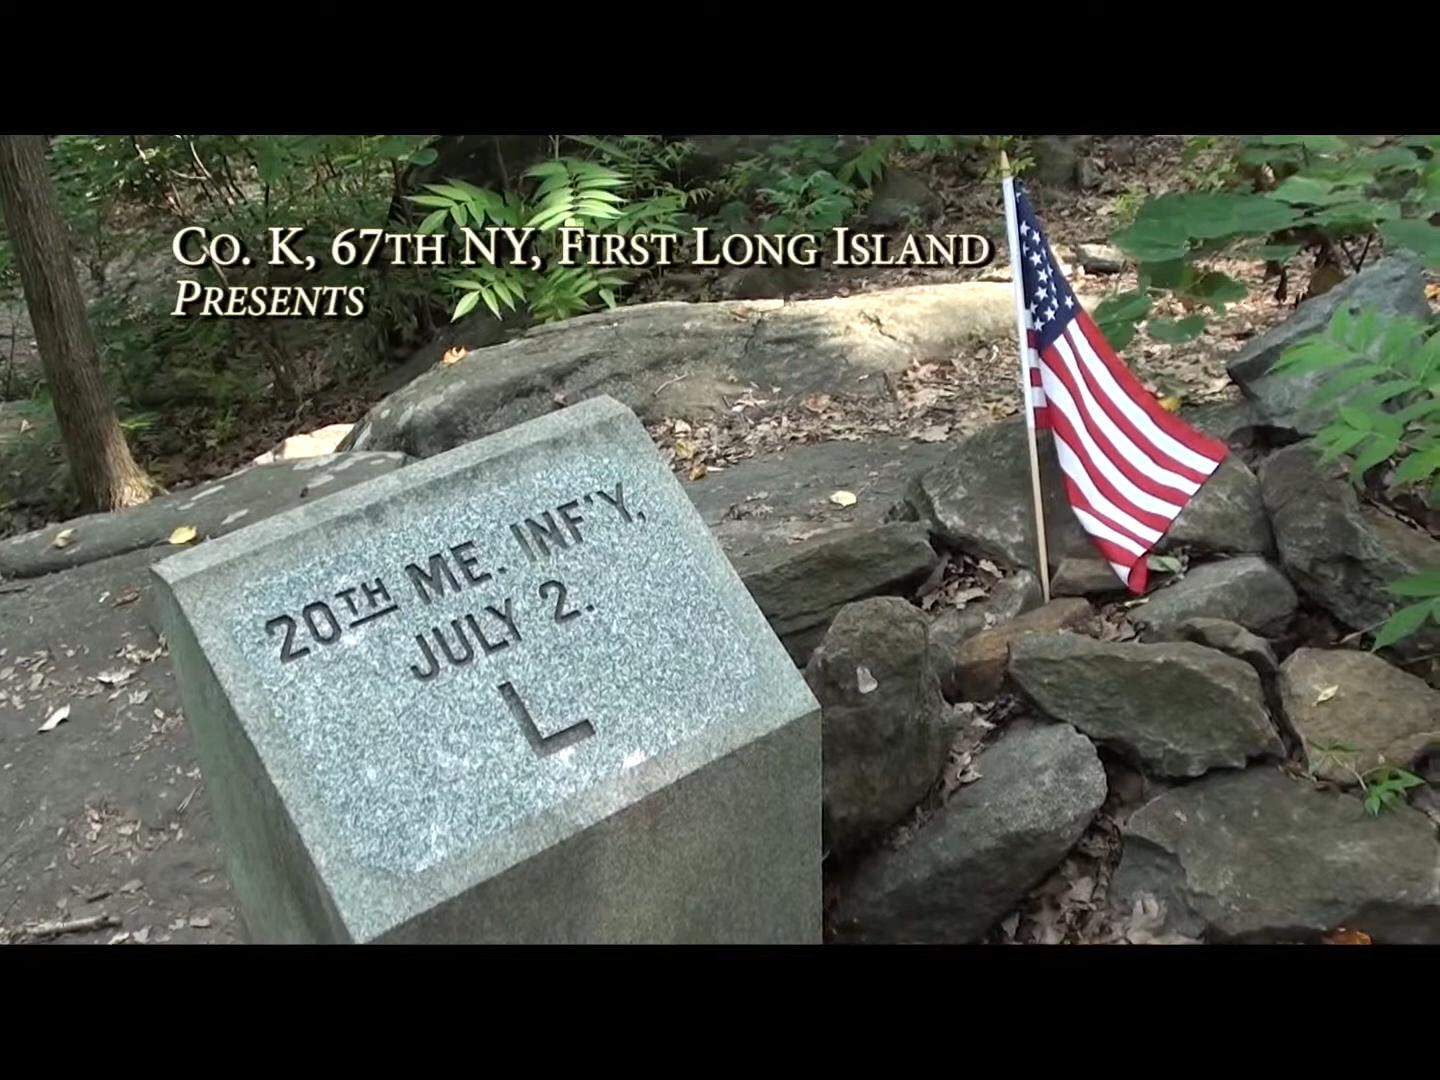 Co. K, 67th NY, First Long Island
Presents
20TH ME. INF'Y,
JULY 2.
L